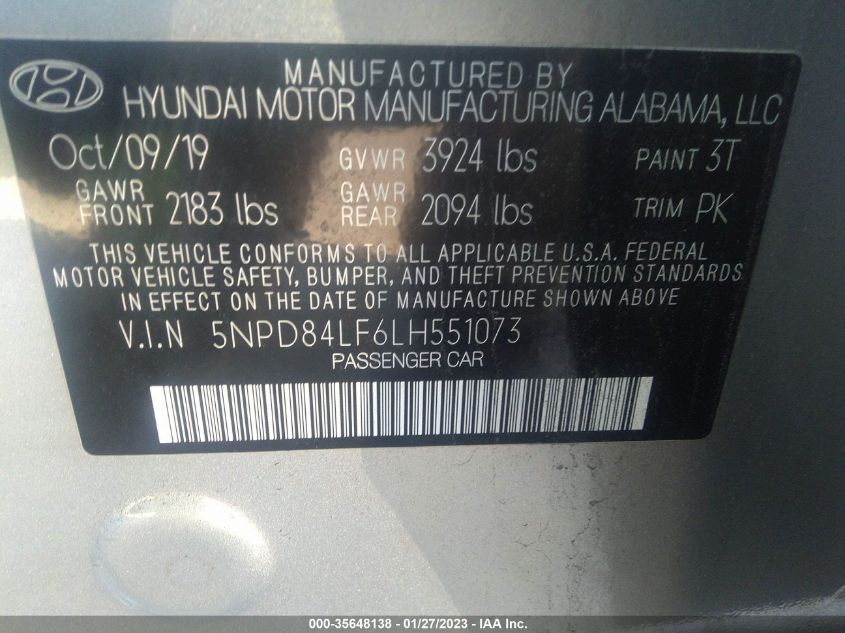 MANUFACTURED BY
HYUNDAI MOTOR MANUFACTURING ALABAMA, LLC
Oct/09/19 GVWR 3924 lbs PAINT 3T
GAWR FRONT 2183 lbs GAWR REAR 2094 lbs TRIM PK
THIS VEHICLE CONFORMS TO ALL APPLICABLE U.S.A. FEDERAL
MOTOR VEHICLE SAFETY, BUMPER, AND THEFT PREVENTION STANDARDS
IN EFFECT ON THE DATE OF MANUFACTURE SHOWN ABOVE
V.I.N 5NPD84LF6LH551073
PASSENGER CAR
000-35648138 - 01/27/2023 - IAA Inc.